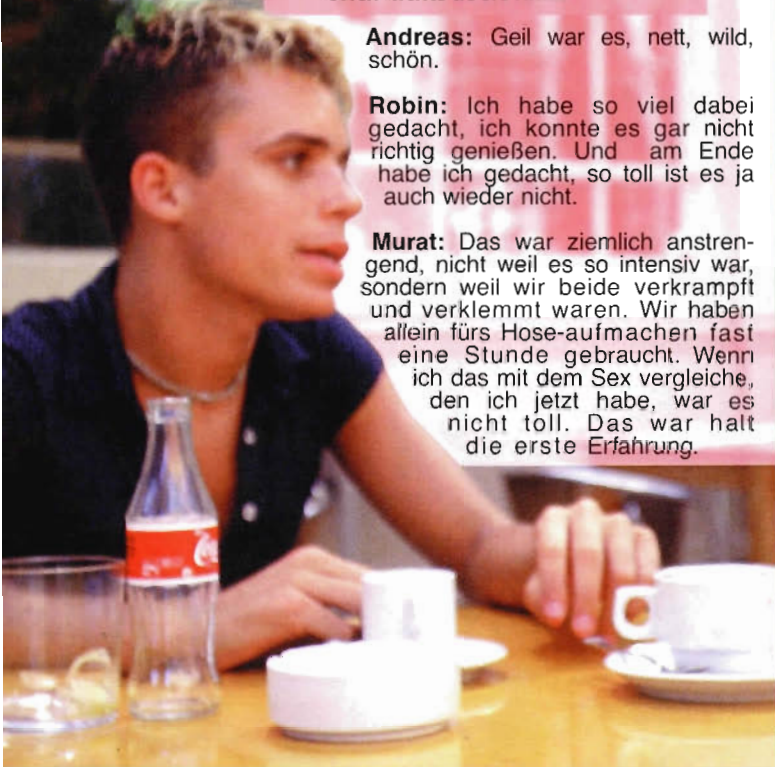 Andreas: Geil war es, nett, wild,
schön.
Robin: Ich habe so viel dabei
gedacht, ich konnte es gar nicht
richtig genießen. Und am Ende
habe ich gedacht, so toll ist es ja
auch wieder nicht.
Murat: Das war ziemlich anstren-
gend, nicht weil es so intensiv war,
sondern weil wir beide verkrampft
und verklemmt waren. Wir haben
allein fürs Hose-aufmachen fast
eine Stunde gebraucht. Wenn
ich das mit dem Sex vergleiche,
den ich jetzt habe, war es
nicht toll. Das war halt
die erste Erfahrung.